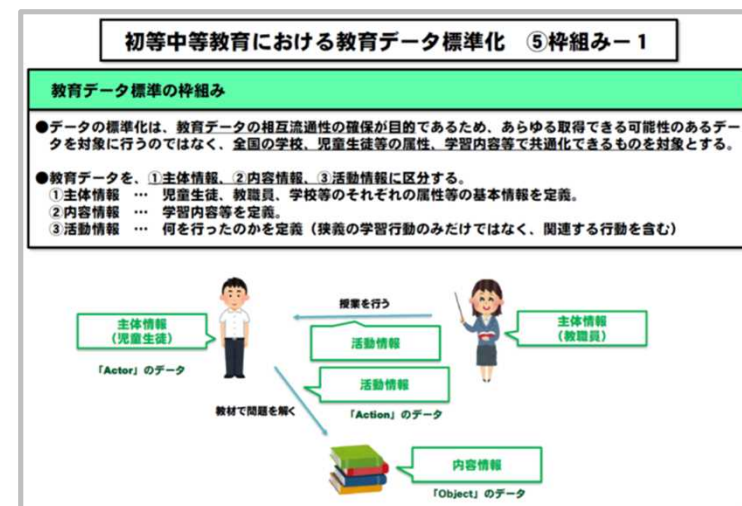 初等中等教育における教育データ標準化　⑤枠組み－1
教育データ標準の枠組み
●データの標準化は、教育データの相互流通性の確保が目的であるため、あらゆる取得できる可能性のあるデー
タを対象に行うのではなく、全国の学校、児童生徒等の属性、学習内容等で共通化できるものを対象とする。
●教育データを、①主体情報、②内容情報、③活動情報に区分する。
①主体情報　…　児童生徒、教職員、学校等のそれぞれの属性等の基本情報を定義。
②内容情報　…　学習内容等を定義。
③活動情報　…　何を行ったのかを定義（狭義の学習行動のみだけではなく、関連する行動を含む）
授業を行う
主体情報
（児童生徒）
主体情報
（教職員）
活動情報
「Actor」のデータ
活動情報
教材で問題を解く
「Action」のデータ
内容情報
「Object」のデータ